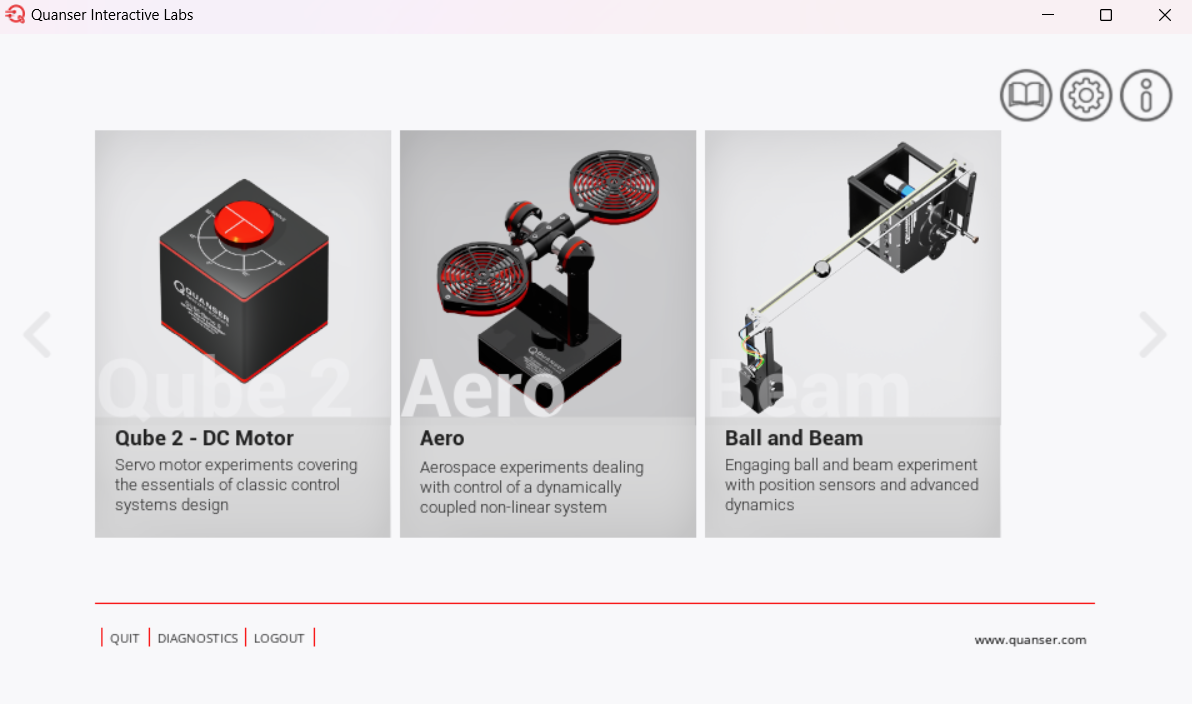 Quanser Interactive Labs
QUANSER
Qube 2
Qube 2 - DC Motor
Servo motor experiments covering
the essentials of classic control
systems design
QUANSER
Aero
Aero
Aerospace experiments dealing
with control of a dynamically
coupled non-linear system
Beam
Ball and Beam
Engaging ball and beam experiment
with position sensors and advanced
dynamics
QUIT
DIAGNOSTICS
LOGOUT
www.quanser.com